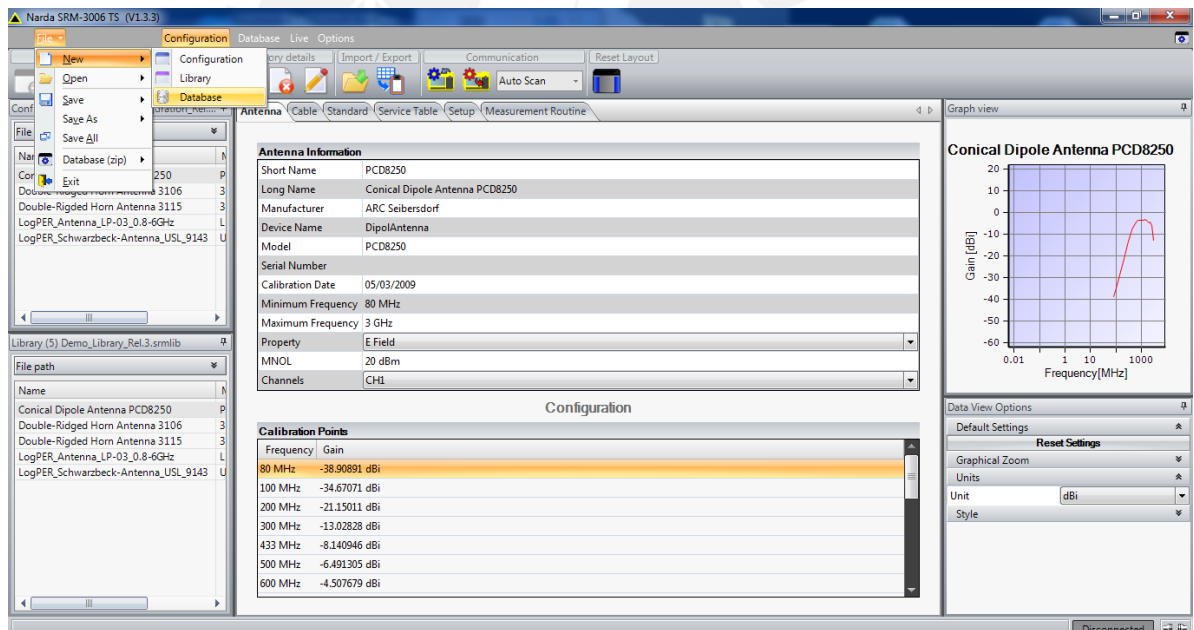 Narda SRM-3006 TS (V1.3.3)
File Configuration Database Live Options
ory details Import / Export Communication Reset Layout
Auto Scan
New
Open
Save
Save As
Save All
Database (zip)
Exit
Configuration
Library
Database
File
250 P
Double-Rigded Horn Antenna 3106 3
Double-Rigded Horn Antenna 3115 3
LogPER_Antenna_LP-03_0.8-6GHz L
LogPER_Schwarzbeck-Antenna_USL_9143 U
Library (5) Demo_Library_Rel.3.srmlib
File path
Name N
Conical Dipole Antenna PCD8250 P
Double-Rigded Horn Antenna 3106 3
Double-Rigded Horn Antenna 3115 3
LogPER_Antenna_LP-03_0.8-6GHz L
LogPER_Schwarzbeck-Antenna_USL_9143 U
Antenna Cable Standard Service Table Setup Measurement Routine
Antenna Information
Short Name PCD8250
Long Name Conical Dipole Antenna PCD8250
Manufacturer ARC Seibersdorf
Device Name DipolAntenna
Model PCD8250
Serial Number
Calibration Date 05/03/2009
Minimum Frequency 80 MHz
Maximum Frequency 3 GHz
Property E Field
MNOL 20 dBm
Channels CH1
Configuration
Calibration Points
Frequency Gain
80 MHz -38.90891 dBi
100 MHz -34.67071 dBi
200 MHz -21.15011 dBi
300 MHz -13.02828 dBi
433 MHz -8.140946 dBi
500 MHz -6.491305 dBi
600 MHz -4.507679 dBi
Graph view
Conical Dipole Antenna PCD8250
Gain [dBi]
20
10
0
-10
-20
-30
-40
-50
-60
0.01 1 10 1000
Frequency[MHz]
Data View Options
Default Settings
Reset Settings
Graphical Zoom
Units
Unit dBi
Style
Disconnected